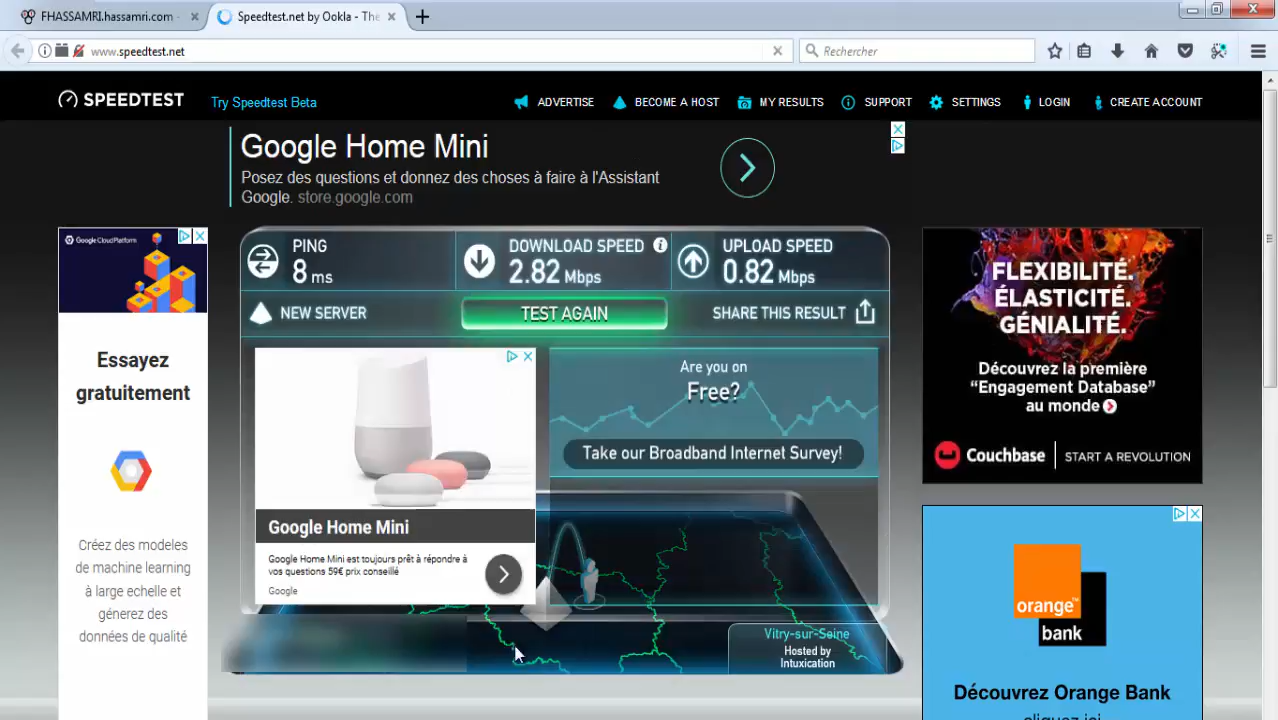 FHASSAMRI.hassamri.com
Speedtest.net by Ookla - The
www.speedtest.net
Rechercher
SPEEDTEST
Try Speedtest Beta
ADVERTISE
BECOME A HOST
MY RESULTS
SUPPORT
SETTINGS
LOGIN
CREATE ACCOUNT
Google Home Mini
Posez des questions et donnez des choses à faire à l'Assistant
Google. store.google.com
Google Cloud Platform
Essayez
gratuitement
Créez des modeles
de machine learning
à large echelle et
génerez des
données de qualité
PING
8 ms
DOWNLOAD SPEED
2.82 Mbps
UPLOAD SPEED
0.82 Mbps
NEW SERVER
TEST AGAIN
SHARE THIS RESULT
Google Home Mini
Google Home Mini est toujours prêt à répondre à
vos questions 59€ prix conseillé
Google
Are you on
Free?
Take our Broadband Internet Survey!
Vitry-sur-Seine
Hosted by
Intuxication
FLEXIBILITÉ.
ÉLASTICITÉ.
GÉNIALITÉ.
Découvrez la première
“Engagement Database”
au monde
Couchbase
START A REVOLUTION
orange™
bank
Découvrez Orange Bank
cliquez ici